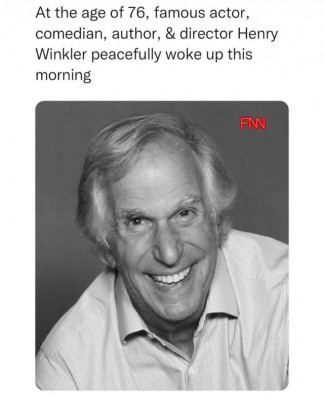 At the age of 76, famous actor,
comedian, author, & director Henry
Winkler peacefully woke up this
morning
FNN